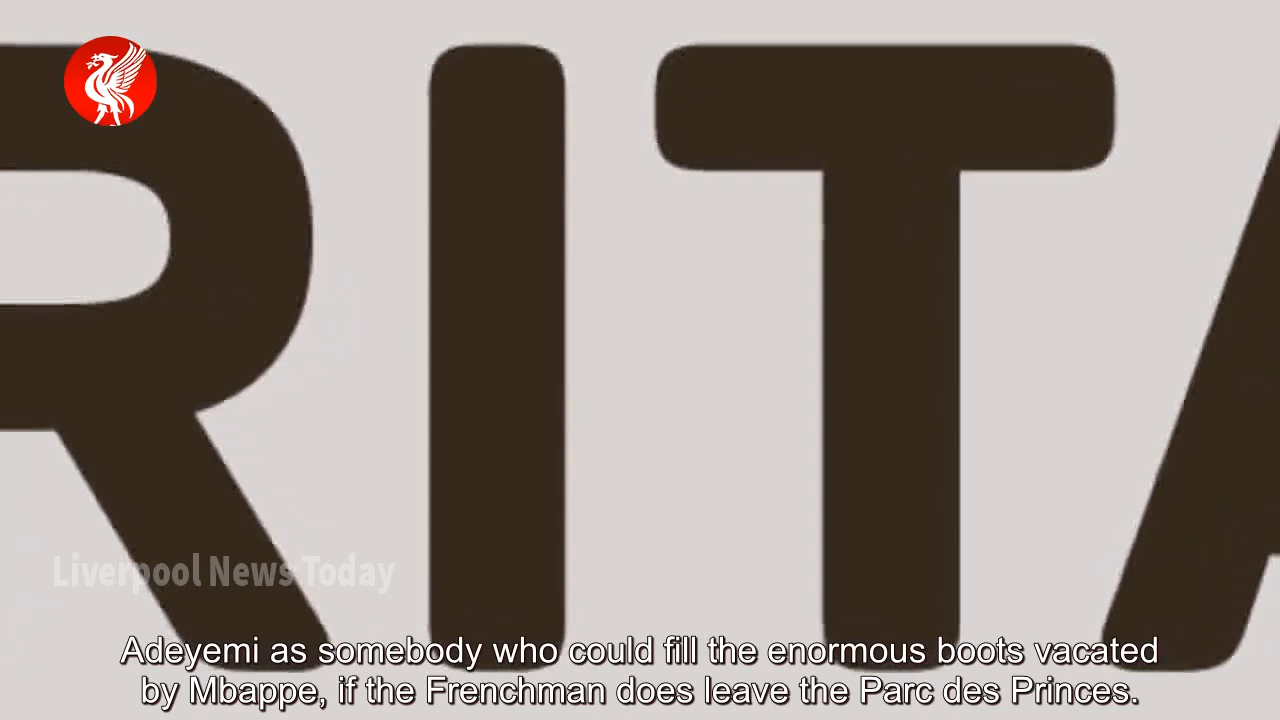 RITA
Liverpool News Today
Adeyemi as somebody who could fill the enormous boots vacated
by Mbappe, if the Frenchman does leave the Parc des Princes.